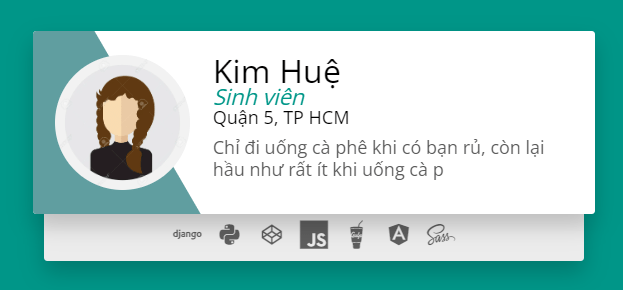 Kim Huệ
Sinh viên
Quận 5, TP HCM
Chỉ đi uống cà phê khi có bạn rủ, còn lại
hầu như rất ít khi uống cà p
django
JS
Gulp
A
Sass